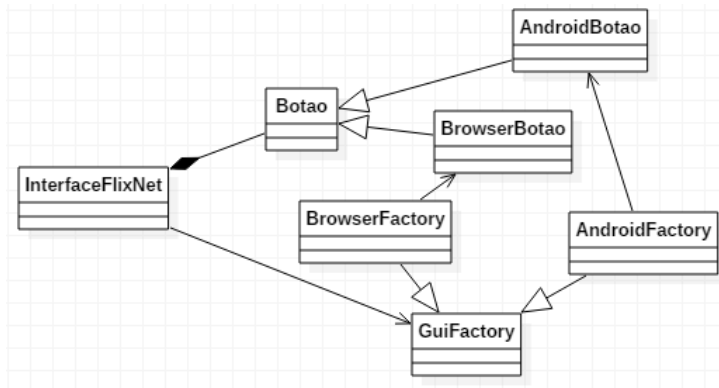 AndroidBotao
Botao
BrowserBotao
InterfaceFlixNet
BrowserFactory
AndroidFactory
GuiFactory